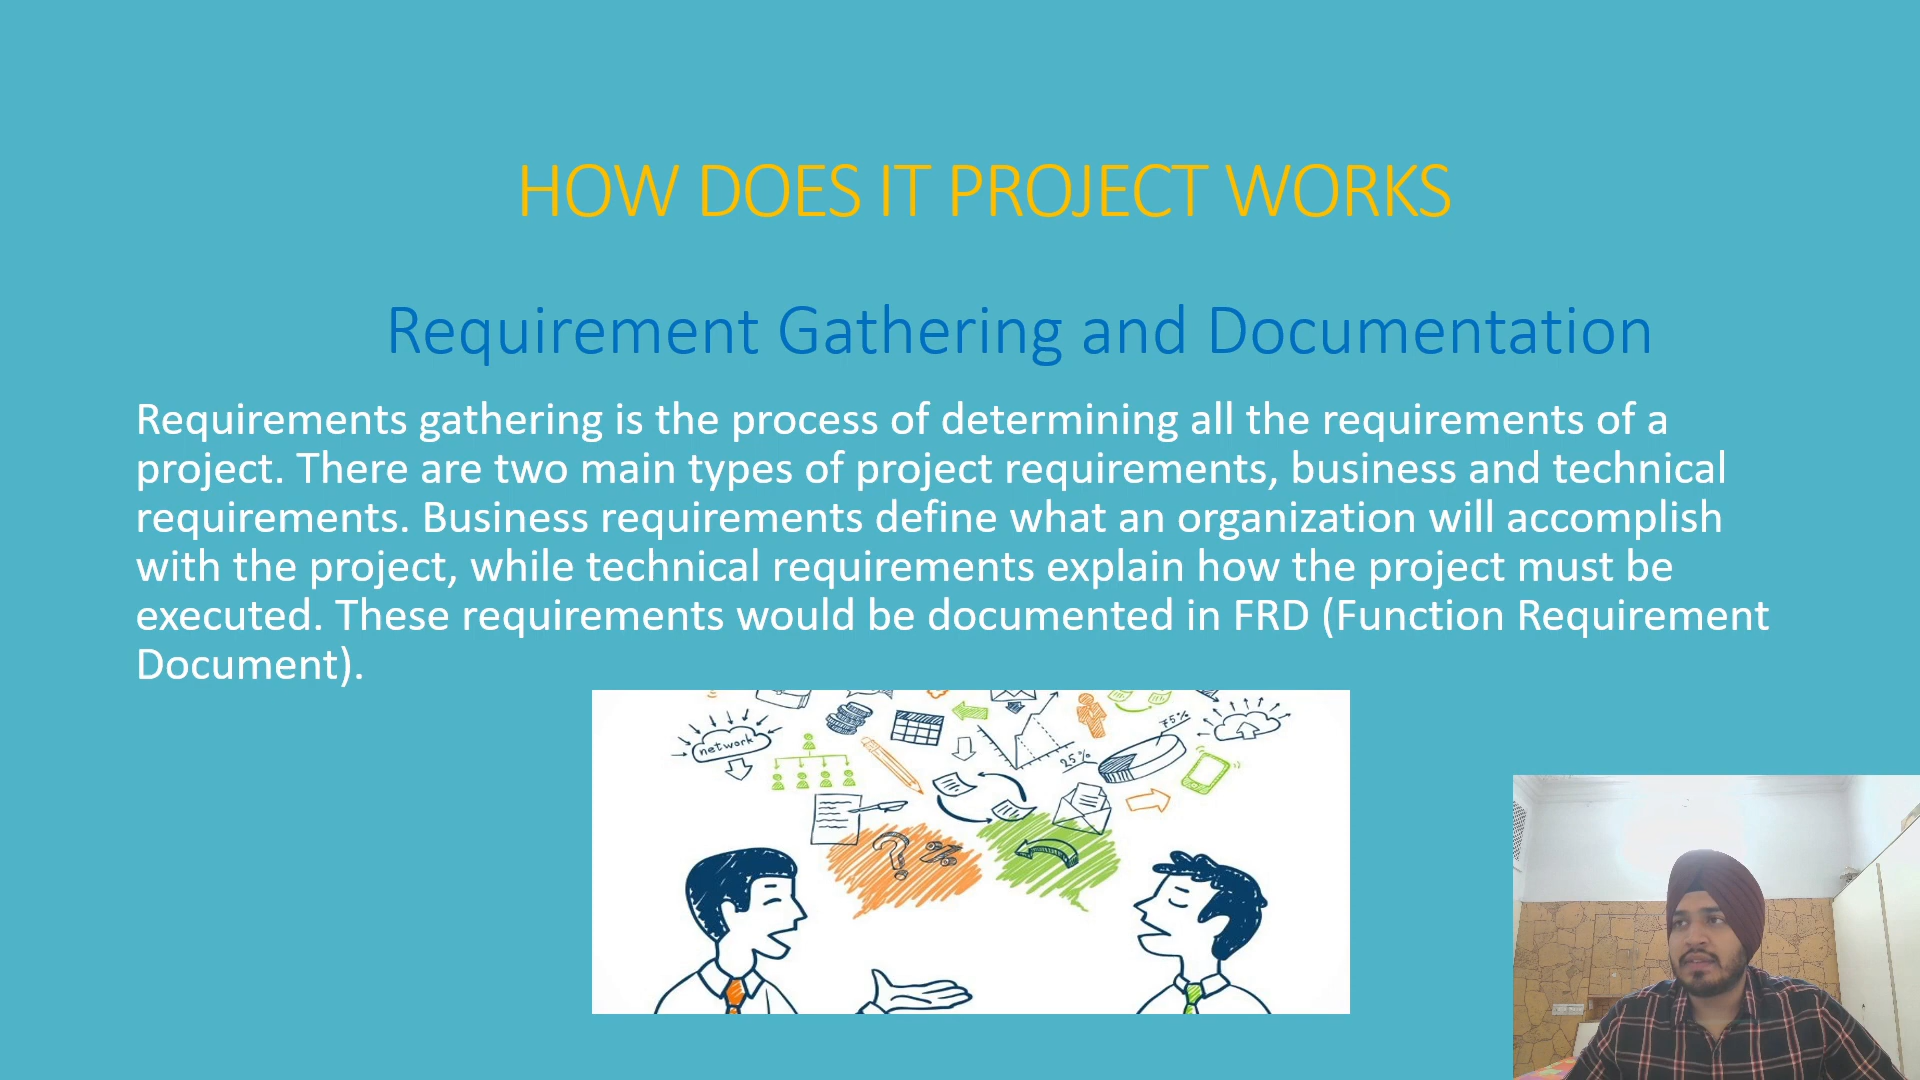 HOW DOES IT PROJECT WORKS
Requirement Gathering and Documentation
Requirements gathering is the process of determining all the requirements of a
project. There are two main types of project requirements, business and technical
requirements. Business requirements define what an organization will accomplish
with the project, while technical requirements explain how the project must be
executed. These requirements would be documented in FRD (Function Requirement
Document).
75%
network
25%
? %